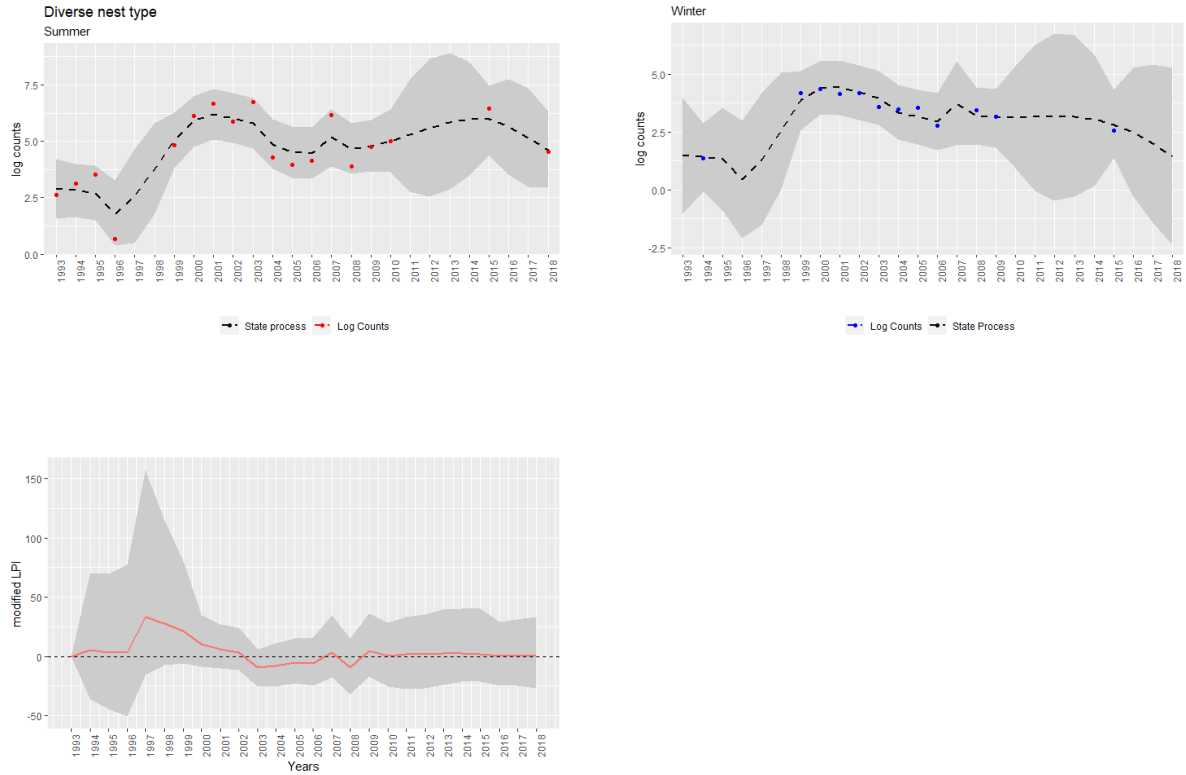 Diverse nest type
Summer
log counts
7.5
5.0
2.5
0.0
1993 1994 1995 1996 1997 1998 1999 2000 2001 2002 2003 2004 2005 2006 2007 2008 2009 2010 2011 2012 2013 2014 2015 2016 2017 2018
State process Log Counts
Winter
log counts
5.0
2.5
0.0
-2.5
1993 1994 1995 1996 1997 1998 1999 2000 2001 2002 2003 2004 2005 2006 2007 2008 2009 2010 2011 2012 2013 2014 2015 2016 2017 2018
Log Counts State Process
modified LPI
150
100
50
0
-50
1993 1994 1995 1996 1997 1998 1999 2000 2001 2002 2003 2004 2005 2006 2007 2008 2009 2010 2011 2012 2013 2014 2015 2016 2017 2018
Years